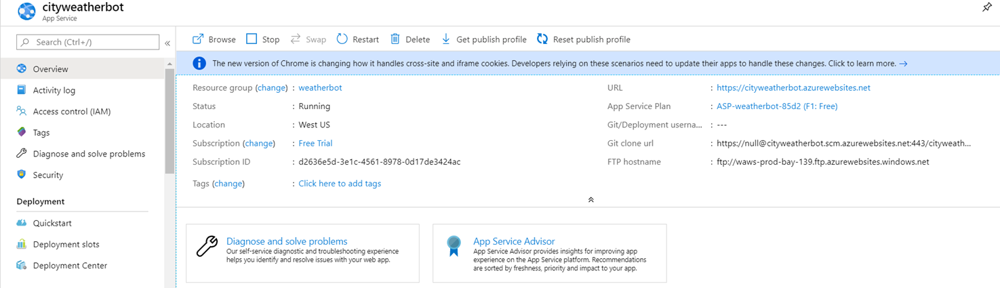 cityweatherbot
App Service
Search (Ctrl+/)
«
Overview
Activity log
Access control (IAM)
Tags
Diagnose and solve problems
Security
Deployment
Quickstart
Deployment slots
Deployment Center
Browse Stop Swap Restart Delete Get publish profile Reset publish profile
The new version of Chrome is changing how it handles cross-site and iframe cookies. Developers relying on these scenarios need to update their apps to handle these changes. Click to learn more. →
Resource group (change) : weatherbot
Status : Running
Location : West US
Subscription (change) : Free Trial
Subscription ID : d2636e5d-3e1c-4561-8978-0d17de3424ac
Tags (change) : Click here to add tags
URL : https://cityweatherbot.azurewebsites.net
App Service Plan : ASP-weatherbot-85d2 (F1: Free)
Git/Deployment userna... : ---
Git clone url : https://null@cityweatherbot.scm.azurewebsites.net:443/cityweath...
FTP hostname : ftp://waws-prod-bay-139.ftp.azurewebsites.windows.net
Diagnose and solve problems
Our self-service diagnostic and troubleshooting experience
helps you identify and resolve issues with your web app.
App Service Advisor
App Service Advisor provides insights for improving app
experience on the App Service platform. Recommendations
are sorted by freshness, priority and impact to your app.